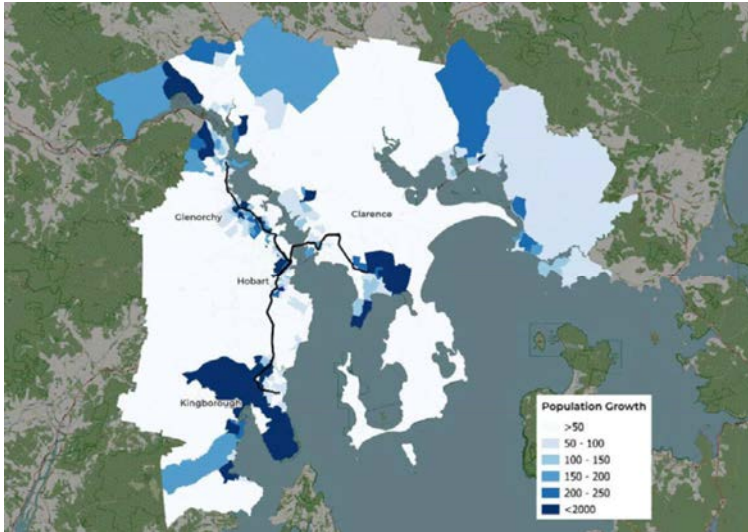 Glenorchy
Clarence
Hobart
Kingborough
Population Growth
>50
50 - 100
100 - 150
150 - 200
200 - 250
<2000